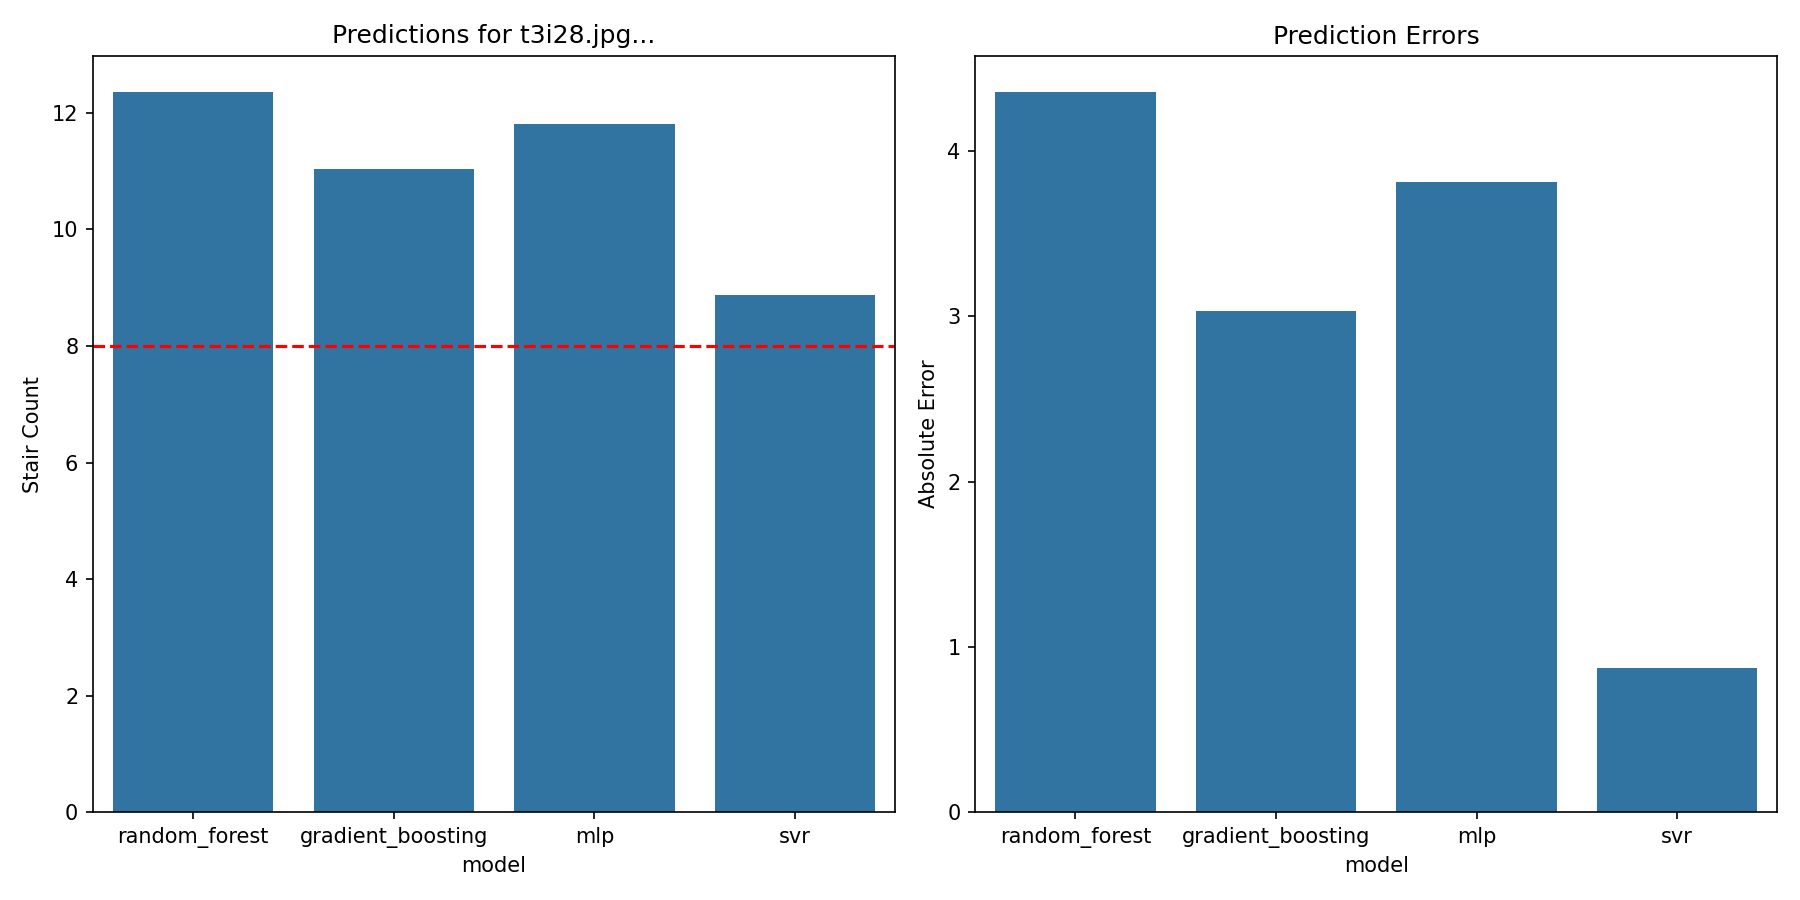 Predictions for t3i28.jpg...
Stair Count
12
10
8
6
4
2
0
random_forest gradient_boosting mlp svr
model
Prediction Errors
Absolute Error
4
3
2
1
0
random_forest gradient_boosting mlp svr
model